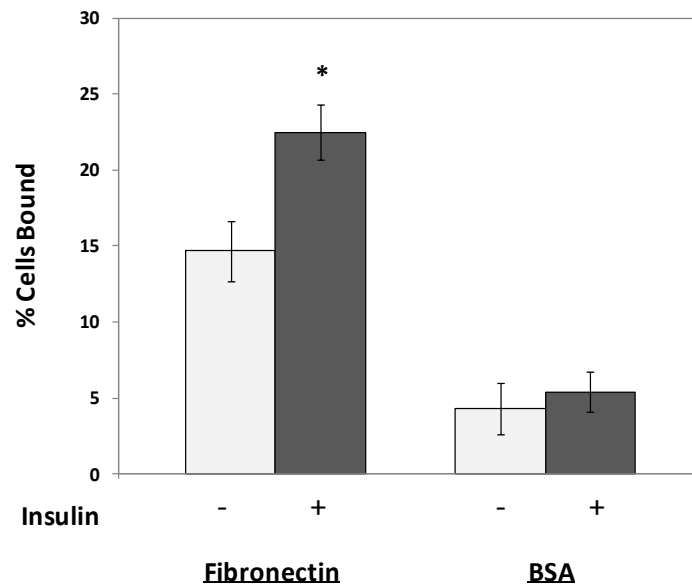 30
*
25
20
% Cells Bound
15
10
5
0
Insulin - + - +
Fibronectin BSA